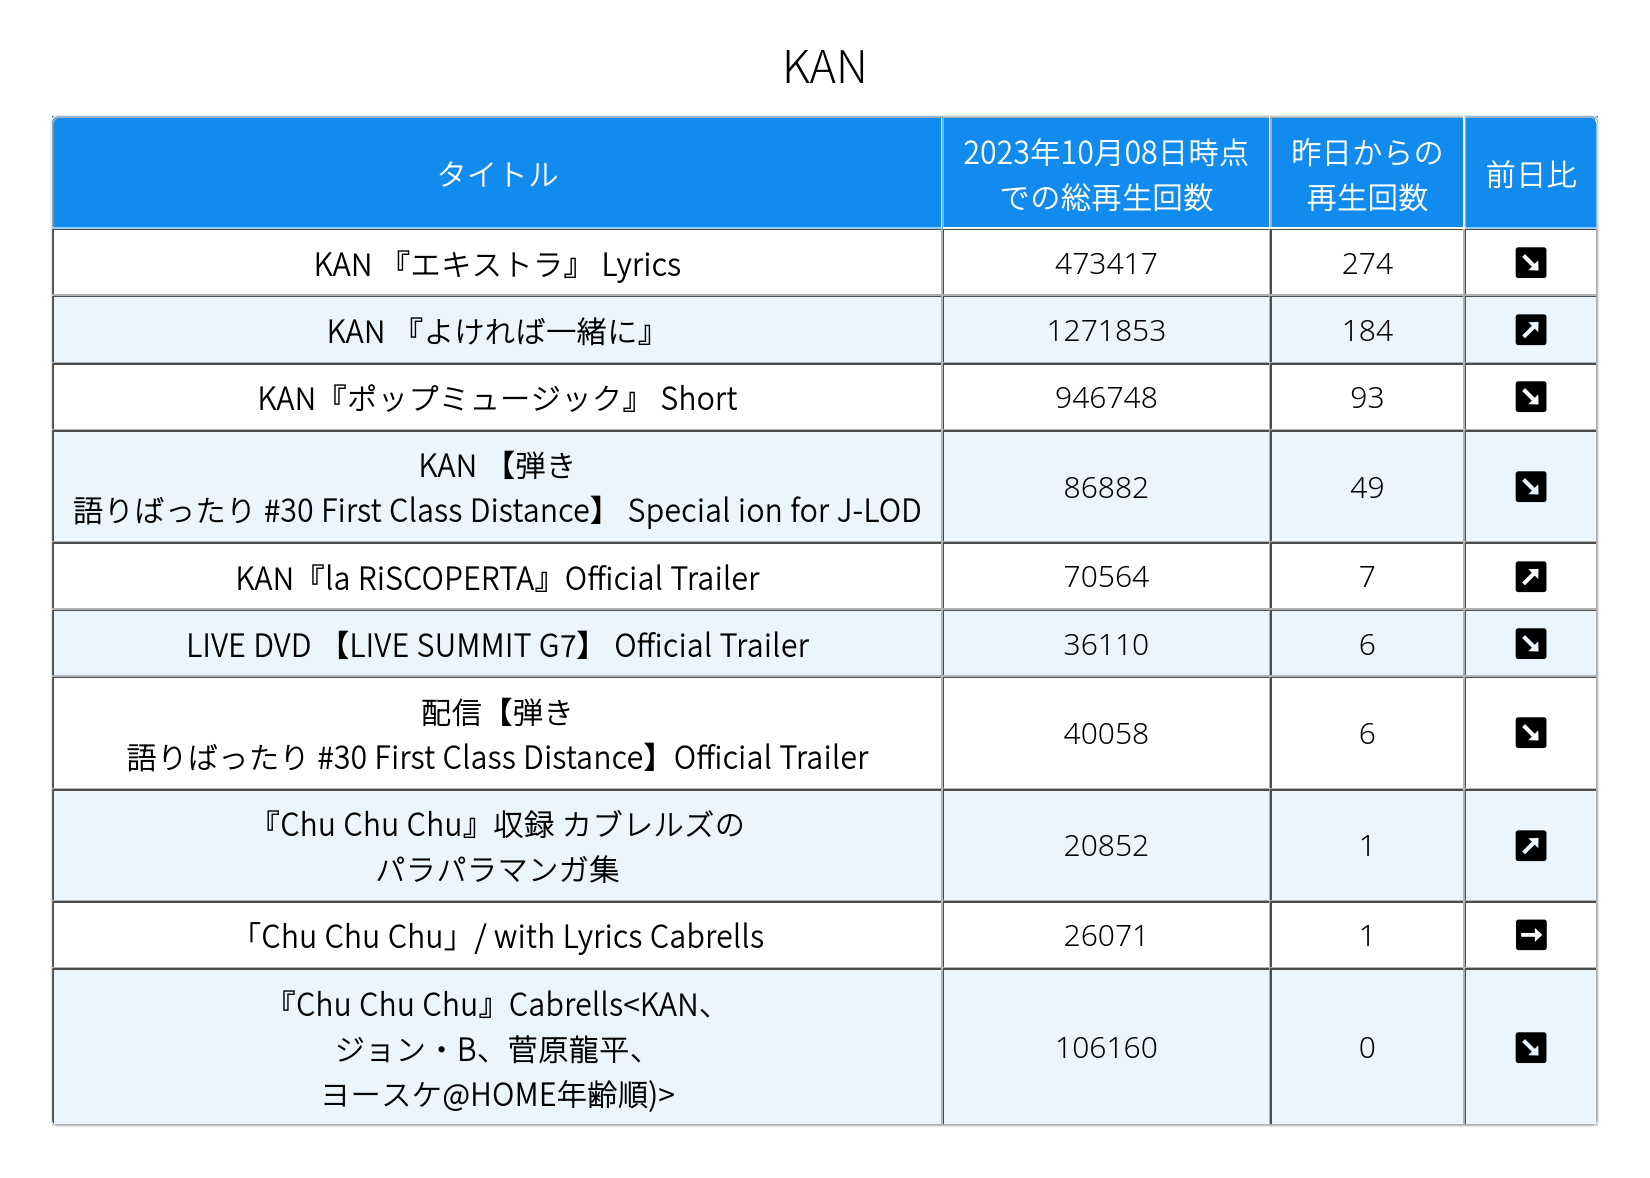 KAN
タイトル
2023年10月08日時点
での総再生回数
昨日からの
再生回数
前日比
KAN 『エキストラ』 Lyrics
473417
274
KAN 『よければ一緒に』
1271853
184
KAN『ポップミュージック』 Short
946748
93
KAN 【弾き
語りばったり #30 First Class Distance】 Special ion for J-LOD
86882
49
KAN『la RiSCOPERTA』Official Trailer
70564
7
LIVE DVD 【LIVE SUMMIT G7】 Official Trailer
36110
6
配信【弾き
語りばったり #30 First Class Distance】Official Trailer
40058
6
『Chu Chu Chu』収録 カブレルズの
パラパラマンガ集
20852
1
「Chu Chu Chu」/ with Lyrics Cabrells
26071
1
『Chu Chu Chu』Cabrells<KAN、
ジョン・B、菅原龍平、
ヨースケ@HOME年齢順)>
106160
0